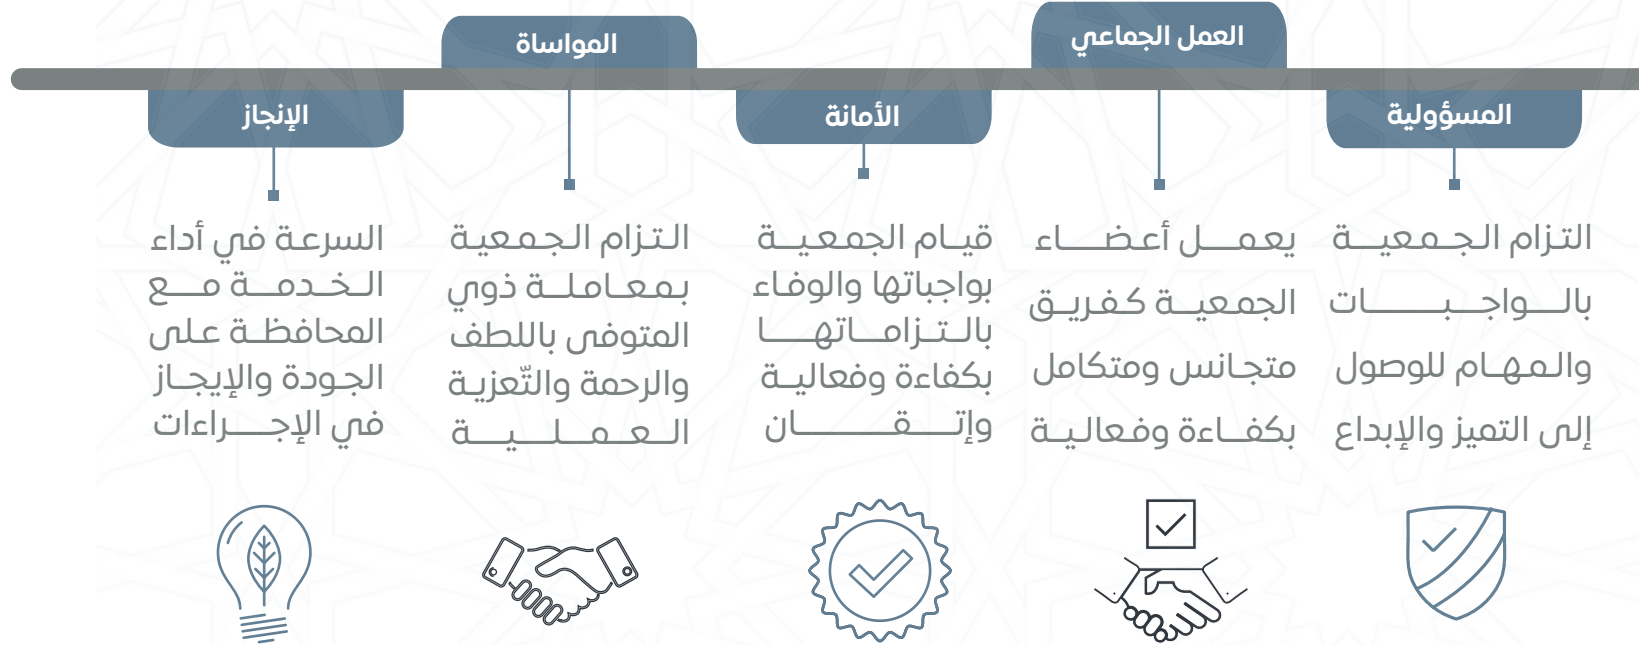 المسؤولية
التزام الجمعية
بالواجبات
والمهام للوصول
إلى التميز والإبداع
العمل الجماعي
يعمل أعضاء
الجمعية كفريق
متجانس ومتكامل
بكفاءة وفعالية
الأمانة
قيام الجمعية
بواجباتها والوفاء
بالتزاماتها
بكفاءة وفعالية
وإتقان
المواساة
التزام الجمعية
بمعاملة ذوي
المتوفى باللطف
والرحمة والتّعزية
العملية
الإنجاز
السرعة في أداء
الخدمة مع
المحافظة على
الجودة والإيجاز
في الإجراءات